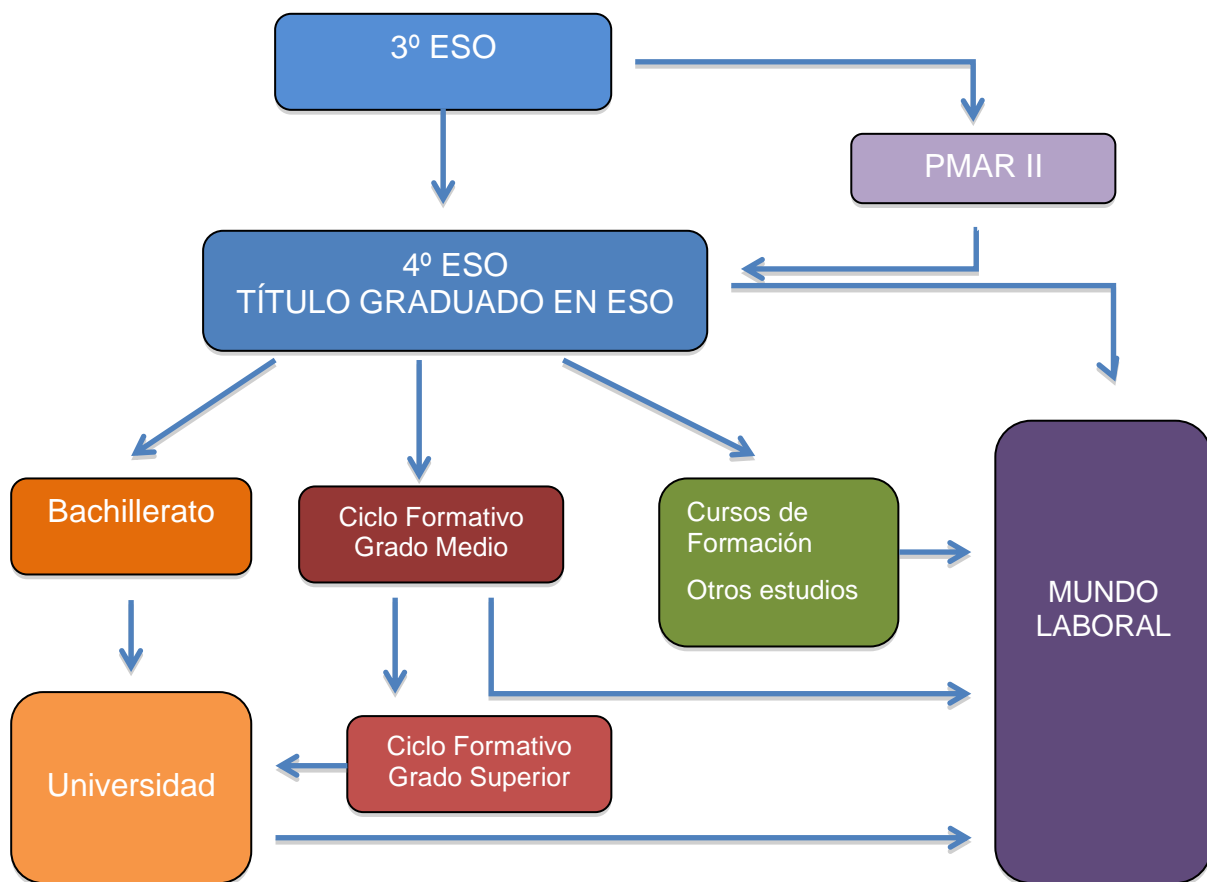 3º ESO
PMAR II
4º ESO
TÍTULO GRADUADO EN ESO
Bachillerato
Ciclo Formativo
Grado Medio
Cursos de
Formación
Otros estudios
MUNDO
LABORAL
Universidad
Ciclo Formativo
Grado Superior